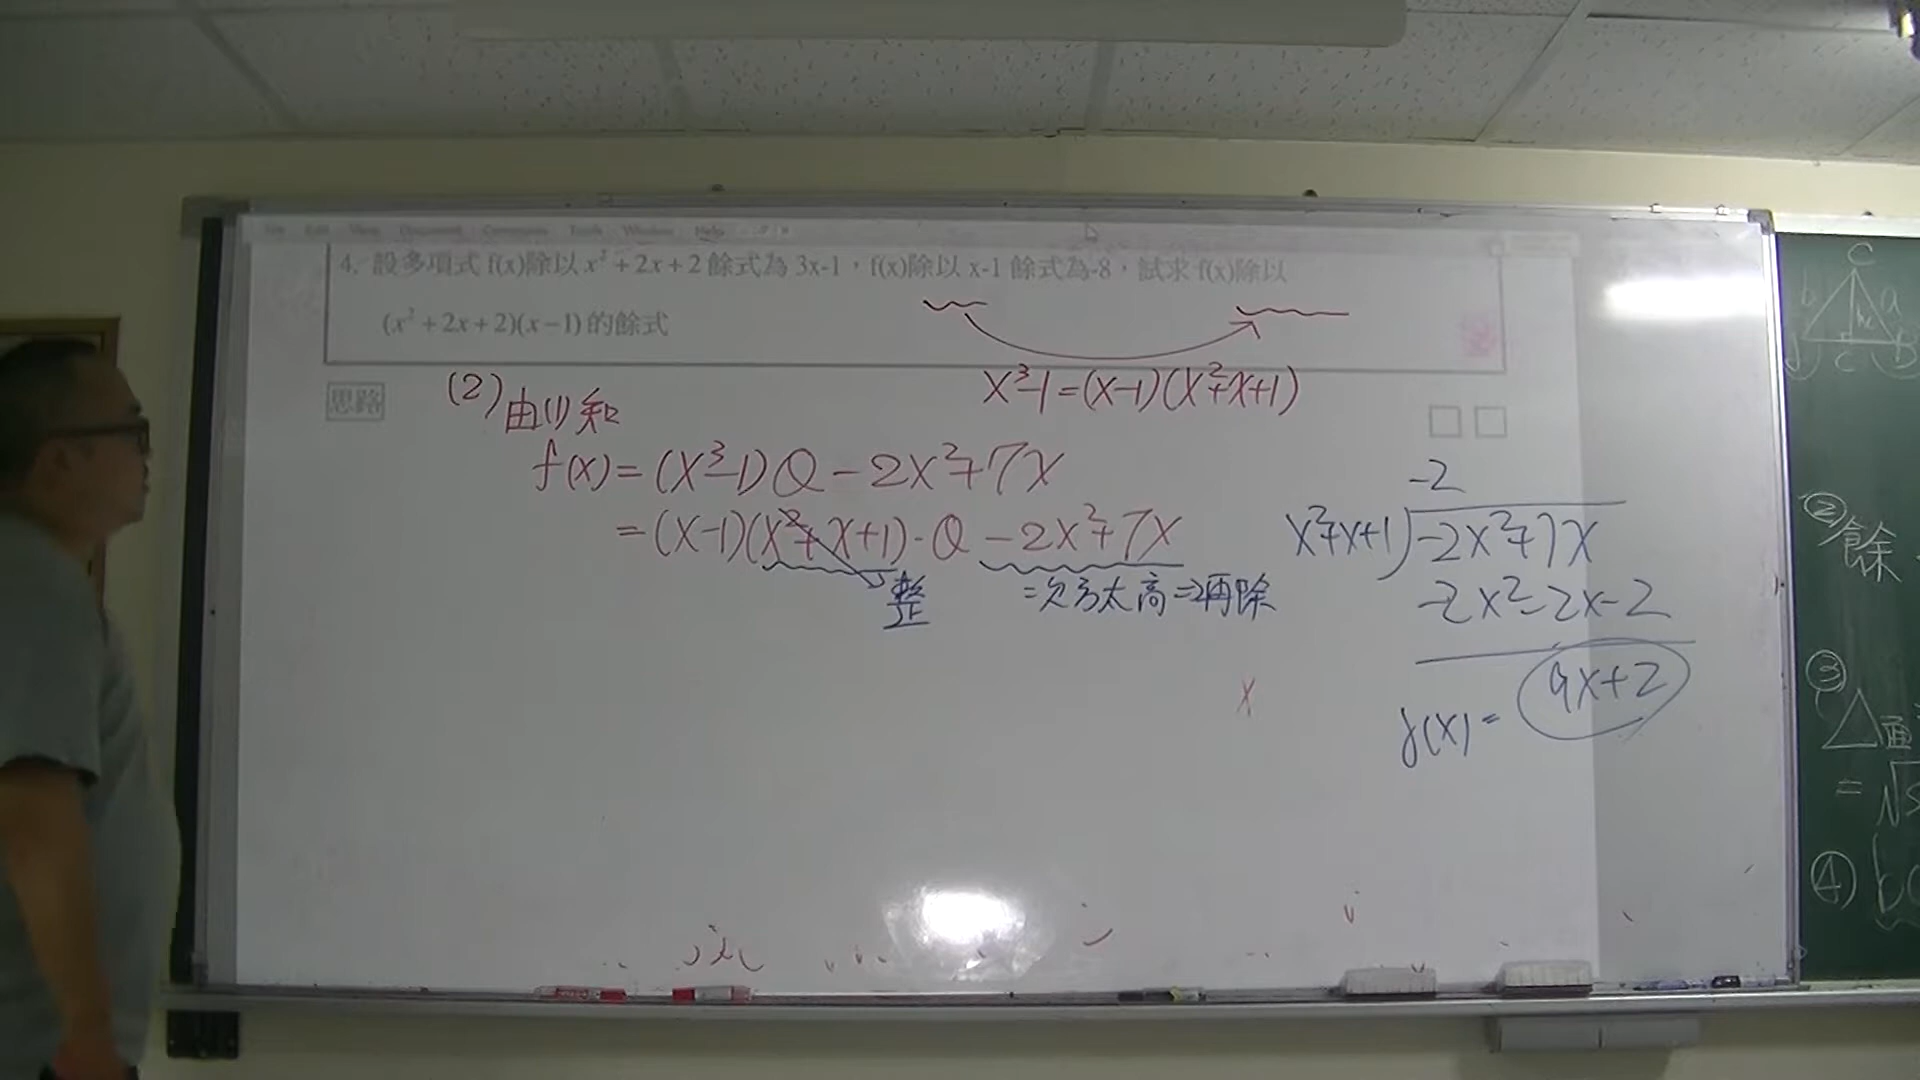 Help
4. 設多項式 f(x)除以 x²+2x+2 餘式為 3x-1，f(x)除以 x-1 餘式為-8，試求 f(x)除以
(x²+2x+2)(x−1) 的餘式
思路
(2) 由(1)知
x³-1=(x-1)(x²+x+1)
f(x)=(x³-1)Q-2x²+7x
=(x-1)(x²+x+1)·Q-2x²+7x
整
=次方太高⇒再除
-2
x²+x+1)-2x²+7x
-2x²-2x-2
9x+2
f(x)=
x
C
b a
hc
A C B
②餘
③
△通
=√s
④